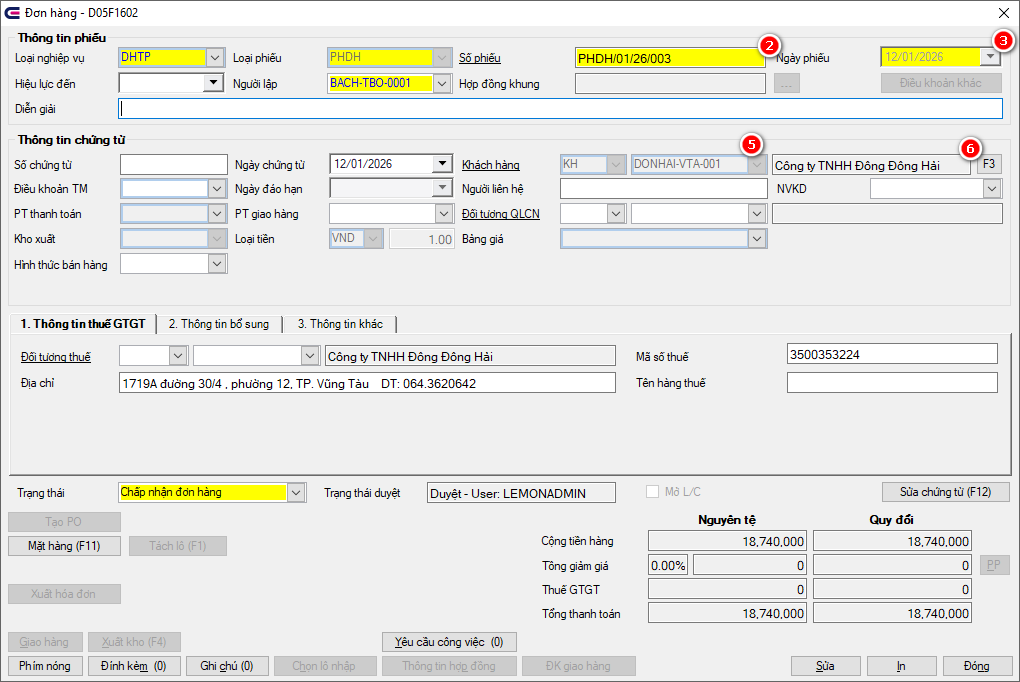 Đơn hàng - D05F1602
Thông tin phiếu
Loại nghiệp vụ DHTP Loại phiếu PHDH Số phiếu PHDH/01/26/003 2 Ngày phiếu 12/01/2026 3
Hiệu lực đến Người lập BACH-TBO-0001 Hợp đồng khung ... Điều khoản khác
Diễn giải
Thông tin chứng từ
Số chứng từ Ngày chứng từ 12/01/2026 Khách hàng KH DONHAI-VTA-001 5 Công ty TNHH Đông Đông Hải 6 F3
Điều khoản TM Ngày đáo hạn Người liên hệ NVKD
PT thanh toán PT giao hàng Đối tượng QLCN
Kho xuất Loại tiền VND 1.00 Bảng giá
Hình thức bán hàng
1. Thông tin thuế GTGT 2. Thông tin bổ sung 3. Thông tin khác
Đối tượng thuế Công ty TNHH Đông Đông Hải Mã số thuế 3500353224
Địa chỉ 1719A đường 30/4 , phường 12, TP. Vũng Tàu DT: 064.3620642 Tên hàng thuế
Trạng thái Chấp nhận đơn hàng Trạng thái duyệt Duyệt - User: LEMONADMIN Mở L/C Sửa chứng từ (F12)
Tạo PO Nguyên tệ Quy đổi
Mặt hàng (F11) Tách lô (F1) Cộng tiền hàng 18,740,000 18,740,000
Tổng giảm giá 0.00% 0 0 PP
Xuất hóa đơn Thuế GTGT 0 0
Tổng thanh toán 18,740,000 18,740,000
Giao hàng Xuất kho (F4) Yêu cầu công việc (0)
Phím nóng Đính kèm (0) Ghi chú (0) Chọn lô nhập Thông tin hợp đồng ĐK giao hàng Sửa In Đóng